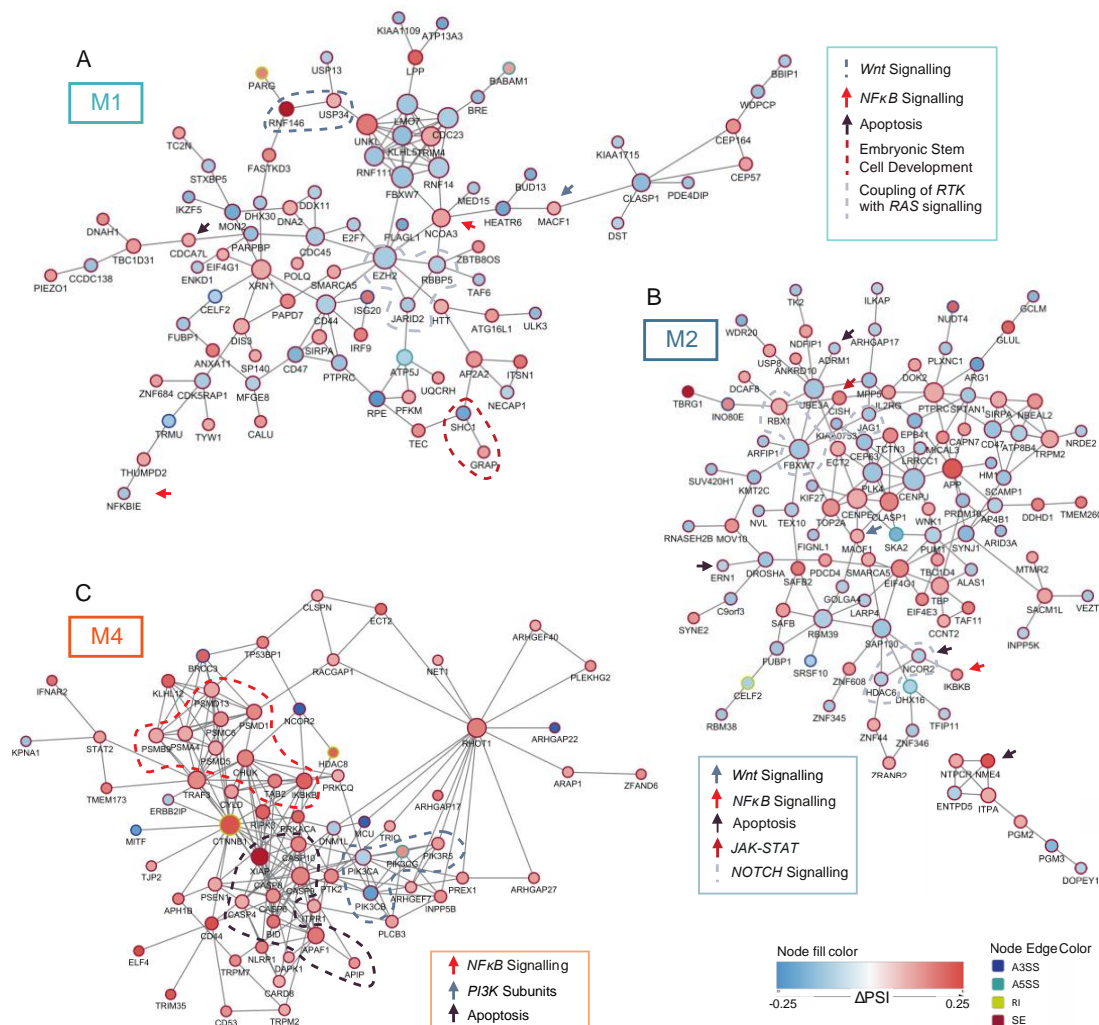 A
M1
KIAA1109
ATP13A3
USP13
LPP
BABAM1
PARG
BRE
RNF146
USP34
LMO7
CDC23
UNKL
KLHL5
TRIM4
RNF111
RNF14
FBXW7
TC2N
FASTKD3
STXBP5
BBIP1
WDPCP
CEP164
KIAA1715
CEP57
PDE4DIP
CLASP1
DST
BUD13
MED15
HEATR6
MACF1
IKZF5
DDX11
DHX30
DNA2
MON2
E2F7
PLAGL1
NCOA3
DNAH1
CDCA7L
PARPBP
CDC45
ZBTB8OS
TBC1D31
EIF4G1
ENKD1
POLQ
EZH2
RBBP5
TAF6
PIEZO1
CCDC138
XRN1
SMARCA5
CELF2
PAPD7
CD44
ISG20
JARID2
HTT
ATG16L1
ULK3
FUBP1
DIS3
SIRPA
IRF9
ANXA11
SP140
CD47
PTPRC
ATP5J
AP2A2
ITSN1
ZNF684
CDK5RAP1
MFGE8
UQCRH
NECAP1
TRMU
TYW1
CALU
RPE
PFKM
THUMPD2
TEC
SHC1
NFKBIE
GRAP
Wnt Signalling
NFκB Signalling
Apoptosis
Embryonic Stem
Cell Development
Coupling of RTK
with RAS signalling
B
M2
TK2
ILKAP
GCLM
WDR20
NDFIP1
ADRM1
ARHGAP17
NUDT4
USP8
ANKRD10
PLXNC1
GLUL
DCAF8
MPP5
DOK2
ARG1
TBRG1
UBE3A
CISH
IL2RG
PTPRC
SPTAN1
SIRPA
NBEAL2
INO80E
RBX1
JAG1
EPB41
CAPN7
CD47
ATP8B4
NRDE2
ARFIP1
FBXW7
ECT2
CEP63
TCTN3
MICAL3
TRPM2
LRRCC1
SUV420H1
KMT2C
KIF27
PLK4
CENPJ
APP
SCAMP1
NVL
TEX10
TOP2A
CENPE
CLASP1
PRDM10
AP4B1
DDHD1
RNASEH2B
MOV10
FIGNL1
MACF1
SKA2
WNK1
PUM1
SYNJ1
ARID3A
ERN1
DROSHA
PDCD4
SMARCA5
TBC1D4
ALAS1
MTMR2
SAFB2
EIF4G1
C9orf3
GOLGA4
TBP
SACM1L
VEZT
SYNE2
SAFB
LARP4
EIF4E3
TAF11
RBM39
CCNT2
INPP5K
FUBP1
SAP130
SRSF10
NCOR2
CELF2
ZNF608
HDAC6
IKBKB
DHX16
RBM38
ZNF345
TFIP11
ZNF44
ZNF346
ZRANB2
NTPCR
NME4
ENTPD5
ITPA
PGM2
PGM3
DOPEY1
Wnt Signalling
NFκB Signalling
Apoptosis
JAK-STAT
NOTCH Signalling
C
M4
CLSPN
ECT2
TP53BP1
ARHGEF40
BRCC3
RACGAP1
NET1
PLEKHG2
IFNAR2
KLHL12
PSMD13
PSMD1
NCOR2
PSMC6
PSMB9
PSMA4
RHOT1
ARHGAP22
KPNA1
STAT2
PSMD5
CHUK
HDAC8
TRAF3
TAB2
IKBKB
PRKCQ
ARAP1
ZFAND6
TMEM173
CYLD
ERBB2IP
RIPK3
PRKACA
ARHGAP17
MITF
CTNNB1
DNM1L
MCU
TRIO
CASP10
PIK3R5
XIAP
PIK3CA
PIK3CG
TJP2
CASP8
CASP9
PTK2
PREX1
ARHGAP27
PSEN1
PIK3CB
ARHGEF7
APH1B
CASP4
CASP6
ITPR1
INPP5B
CD44
BID
PLCB3
APAF1
ELF4
NLRP1
TRPM7
DAPK1
APIP
CARD8
TRIM35
CD53
TRPM2
NFκB Signalling
PI3K Subunits
Apoptosis
Node fill color
-0.25
ΔPSI
0.25
Node Edge Color
A3SS
A5SS
RI
SE